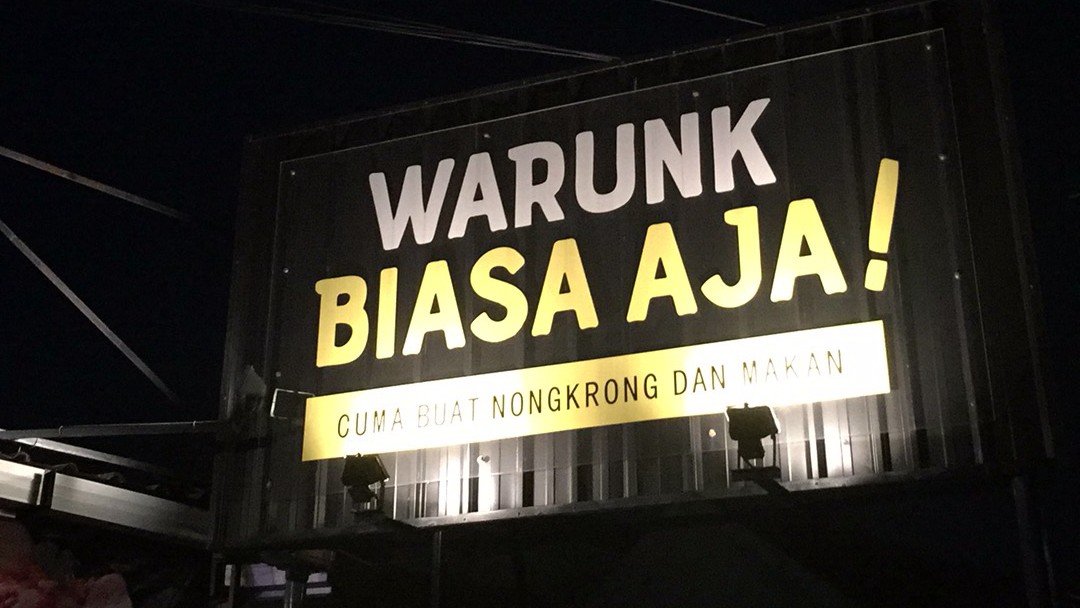 WARUNK
BIASA AJA!
CUMA BUAT NONGKRONG DAN MAKAN